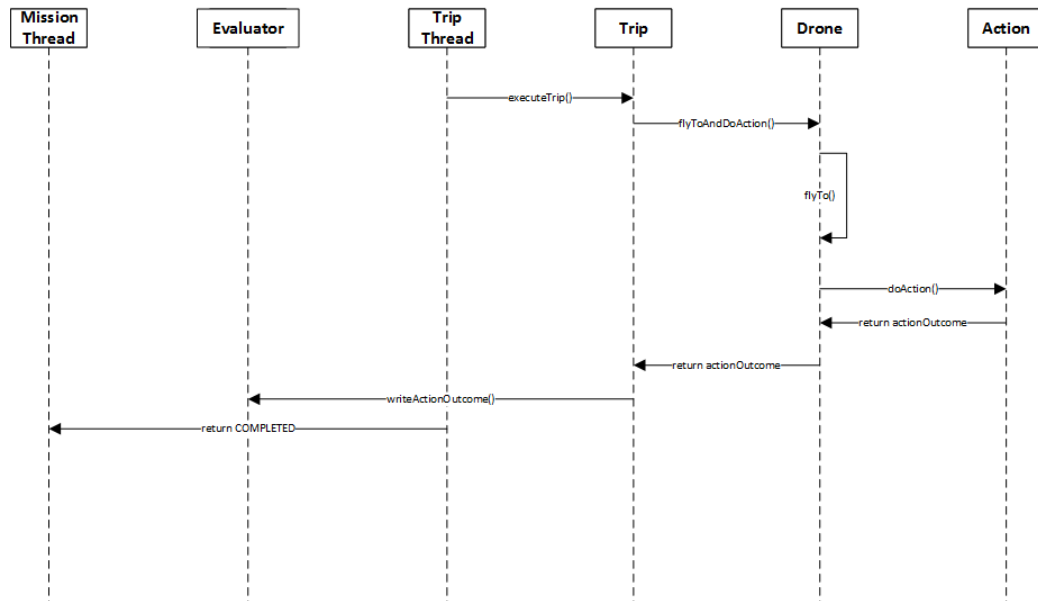 Mission
Thread
Evaluator
Trip
Thread
Trip
Drone
Action
executeTrip()
flyToAndDoAction()
flyTo()
doAction()
return actionOutcome
return actionOutcome
writeActionOutcome()
return COMPLETED